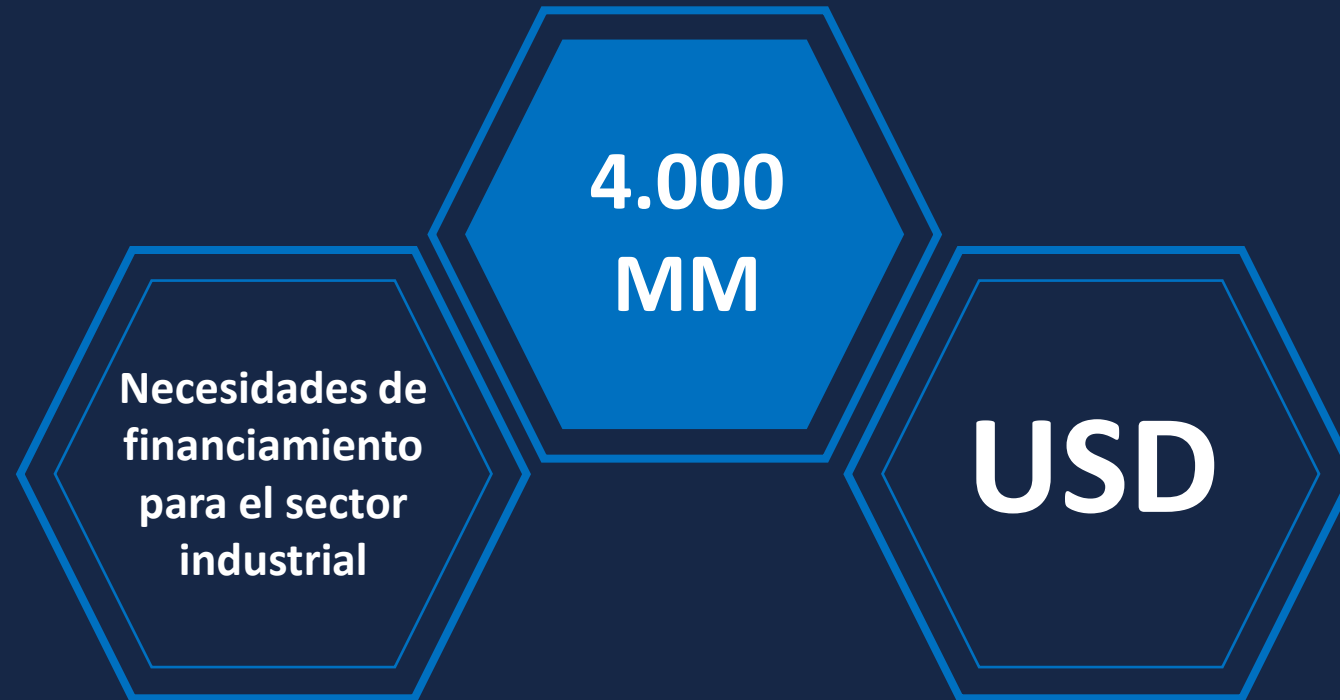 4.000
MM
Necesidades de
financiamiento
para el sector
industrial
USD